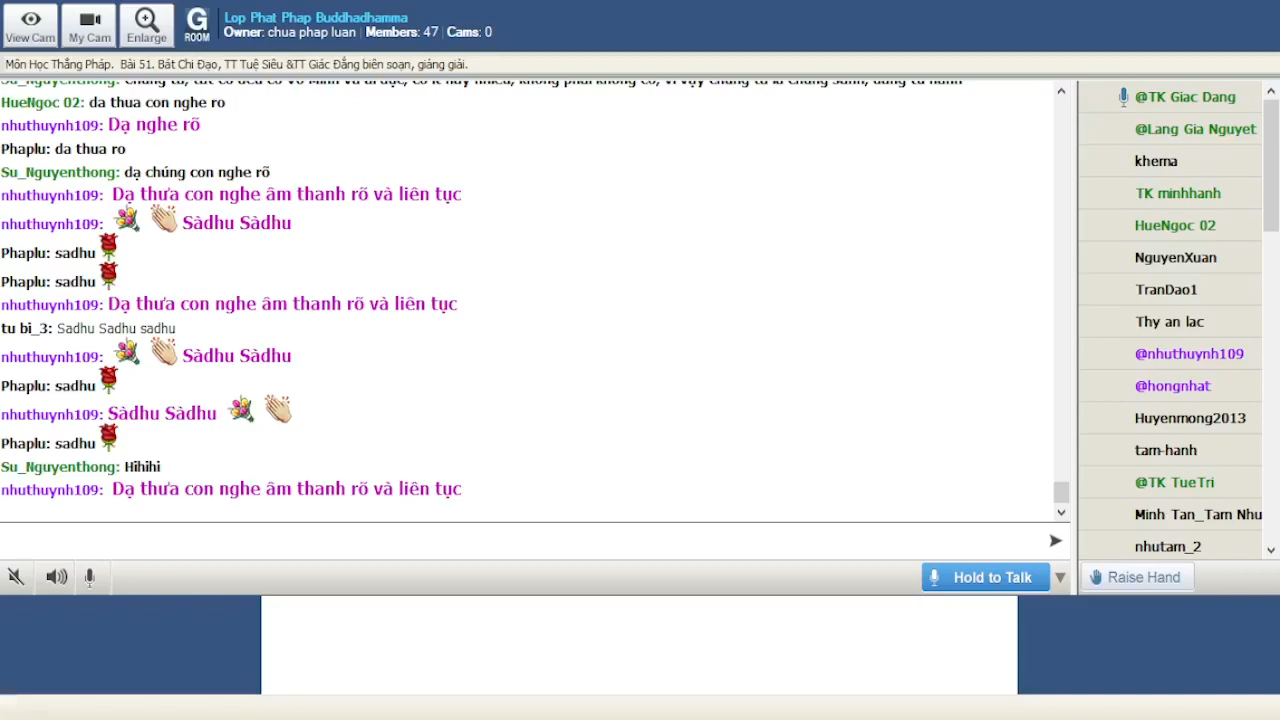 View Cam
My Cam
Enlarge
G
ROOM
Lop Phat Phap Buddhadhamma
Owner: chua phap luan | Members: 47 | Cams: 0
Môn Học Thắng Pháp. Bài 51. Bát Chi Đạo, TT Tuệ Siêu &TT Giác Đẳng biên soạn, giảng giải.
HueNgoc 02: da thua con nghe ro
nhuthuynh109: Dạ nghe rõ
Phaplu: da thua ro
Su_Nguyenthong: dạ chúng con nghe rõ
nhuthuynh109: Dạ thưa con nghe âm thanh rõ và liên tục
nhuthuynh109: Sàdhu Sàdhu
Phaplu: sadhu
Phaplu: sadhu
nhuthuynh109: Dạ thưa con nghe âm thanh rõ và liên tục
tu bi_3: Sadhu Sadhu sadhu
nhuthuynh109: Sàdhu Sàdhu
Phaplu: sadhu
nhuthuynh109: Sàdhu Sàdhu
Phaplu: sadhu
Su_Nguyenthong: Hihihi
nhuthuynh109: Dạ thưa con nghe âm thanh rõ và liên tục
@TK Giac Dang
@Lang Gia Nguyet
khema
TK minhhanh
HueNgoc 02
NguyenXuan
TranDao1
Thy an lac
@nhuthuynh109
@hongnhat
Huyenmong2013
tam-hanh
@TK TueTri
Minh Tan_Tam Nhu
nhutam_2
Hold to Talk
Raise Hand